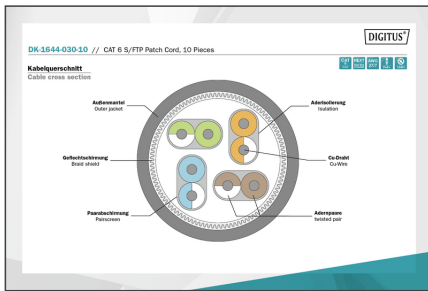 DIGITUS®
DK-1644-030-10 // CAT 6 S/FTP Patch Cord, 10 Pieces
Kabelquerschnitt
Cable cross section
Außenmantel
Outer jacket
Aderisolierung
Isolation
Geflechtschirmung
Braid shield
Cu-Draht
Cu-Wire
Paarabschirmung
Pairscreen
Adernpaare
twisted pair